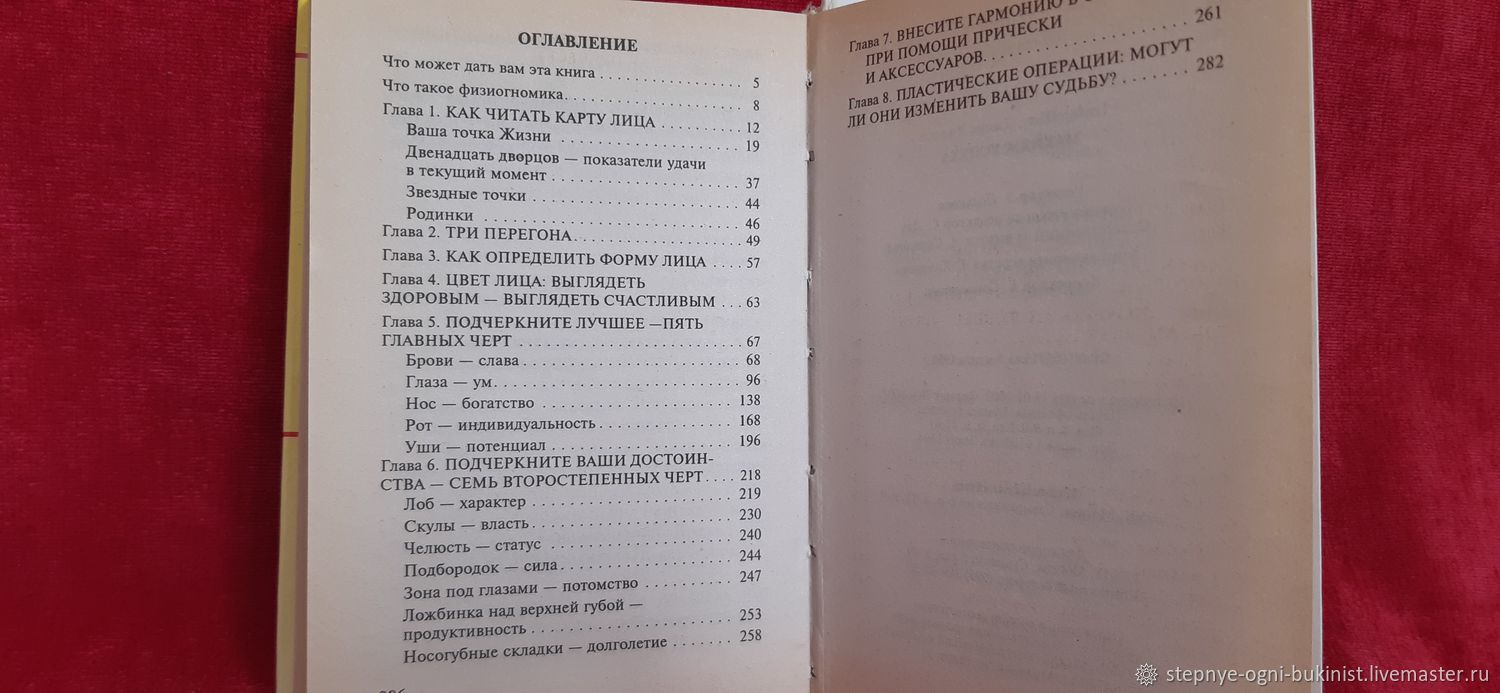 ОГЛАВЛЕНИЕ
Что может дать вам эта книга . . . . . . . . . . . . . . . . . 5
Что такое физиогномика. . . . . . . . . . . . . . . . . . . . . 8
Глава 1. КАК ЧИТАТЬ КАРТУ ЛИЦА . . . . . . . . . 12
Ваша точка Жизни . . . . . . . . . . . . . . . . . . . . 19
Двенадцать дворцов — показатели удачи
в текущий момент . . . . . . . . . . . . . . . . . . . . . 37
Звездные точки . . . . . . . . . . . . . . . . . . . . . . . 44
Родинки . . . . . . . . . . . . . . . . . . . . . . . . . . . . 46
Глава 2. ТРИ ПЕРЕГОНА. . . . . . . . . . . . . . . . . . . 49
Глава 3. КАК ОПРЕДЕЛИТЬ ФОРМУ ЛИЦА . . . . 57
Глава 4. ЦВЕТ ЛИЦА: ВЫГЛЯДЕТЬ
ЗДОРОВЫМ — ВЫГЛЯДЕТЬ СЧАСТЛИВЫМ . . . 63
Глава 5. ПОДЧЕРКНИТЕ ЛУЧШЕЕ —ПЯТЬ
ГЛАВНЫХ ЧЕРТ . . . . . . . . . . . . . . . . . . . . . . . . 67
Брови — слава . . . . . . . . . . . . . . . . . . . . . . . . 68
Глаза — ум. . . . . . . . . . . . . . . . . . . . . . . . . . . 96
Нос — богатство . . . . . . . . . . . . . . . . . . . . . 138
Рот — индивидуальность. . . . . . . . . . . . . . . . 168
Уши — потенциал . . . . . . . . . . . . . . . . . . . . 196
Глава 6. ПОДЧЕРКНИТЕ ВАШИ ДОСТОИН-
СТВА — СЕМЬ ВТОРОСТЕПЕННЫХ ЧЕРТ. . . . 218
Лоб — характер . . . . . . . . . . . . . . . . . . . . . . 219
Скулы — власть . . . . . . . . . . . . . . . . . . . . . . 230
Челюсть — статус . . . . . . . . . . . . . . . . . . . . 240
Подбородок — сила. . . . . . . . . . . . . . . . . . . . 244
Зона под глазами — потомство . . . . . . . . . . . 247
Ложбинка над верхней губой —
продуктивность . . . . . . . . . . . . . . . . . . . . . . 253
Носогубные складки — долголетие . . . . . . . 258
Глава 7. ВНЕСИТЕ ГАРМОНИЮ В
ПРИ ПОМОЩИ ПРИЧЕСКИ
И АКСЕССУАРОВ. . . . . . . . . . . . . . . . . . . . . 261
Глава 8. ПЛАСТИЧЕСКИЕ ОПЕРАЦИИ: МОГУТ
ЛИ ОНИ ИЗМЕНИТЬ ВАШУ СУДЬБУ? . . . . . . . 282
stepnye-ogni-bukinist.livemaster.ru